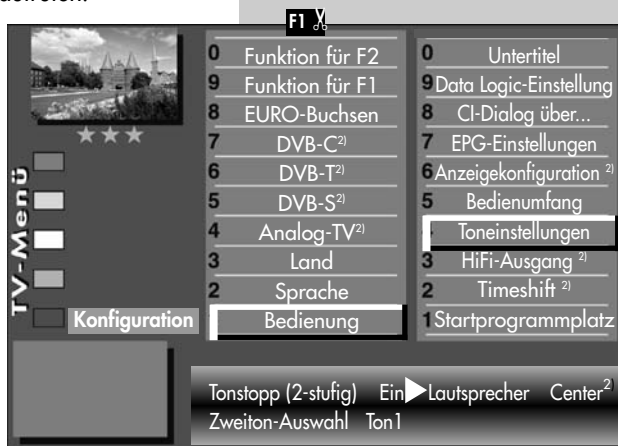 F1
0 Funktion für F2
9 Funktion für F1
8 EURO-Buchsen
7 DVB-C2)
6 DVB-T2)
5 DVB-S2)
4 Analog-TV2)
3 Land
2 Sprache
Bedienung
0 Untertitel
9 Data Logic-Einstellung
8 CI-Dialog über...
7 EPG-Einstellungen
6 Anzeigekonfiguration 2)
5 Bedienumfang
Toneinstellungen
3 HiFi-Ausgang 2)
2 Timeshift 2)
1 Startprogrammplatz
TV-Menü
Konfiguration
Tonstopp (2-stufig) Ein Lautsprecher Center2)
Zweiton-Auswahl Ton1